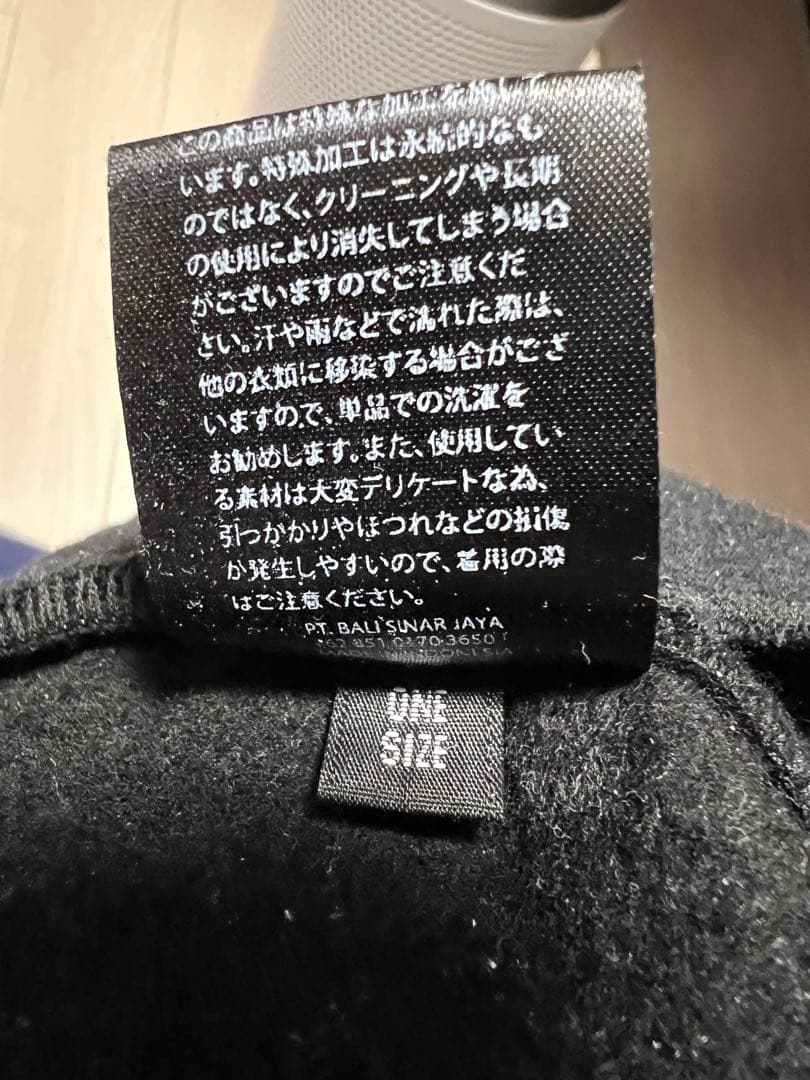 この商品は特殊な加工を施して
います。特殊加工は永続的なも
のではなく、クリーニングや長期
の使用により消失してしまう場合
がございますのでご注意くだ
さい。汗や雨などで濡れた際は、
他の衣類に移染する場合がござ
いますので、単品での洗濯を
お勧めします。また、使用してい
る素材は大変デリケートな為、
引っかかりやほつれなどの損傷
が発生しやすいので、着用の際
はご注意ください。
PT. BALI SINAR JAYA
ONE
SIZE